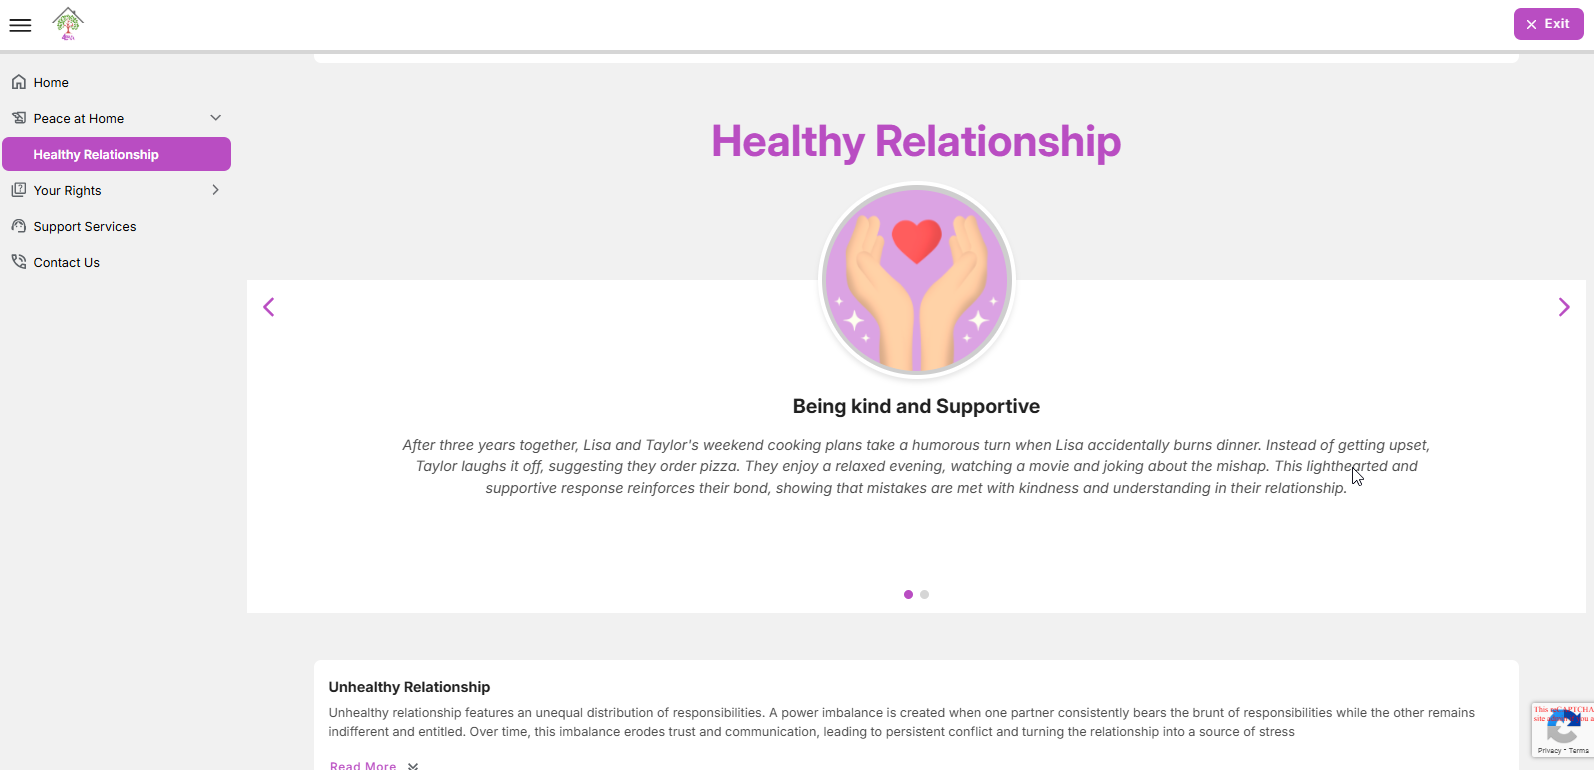 Exit
Home
Peace at Home
Healthy Relationship
Your Rights
Support Services
Contact Us
Healthy Relationship
Being kind and Supportive
After three years together, Lisa and Taylor's weekend cooking plans take a humorous turn when Lisa accidentally burns dinner. Instead of getting upset,
Taylor laughs it off, suggesting they order pizza. They enjoy a relaxed evening, watching a movie and joking about the mishap. This lighthearted and
supportive response reinforces their bond, showing that mistakes are met with kindness and understanding in their relationship.
Unhealthy Relationship
Unhealthy relationship features an unequal distribution of responsibilities. A power imbalance is created when one partner consistently bears the brunt of responsibilities while the other remains
indifferent and entitled. Over time, this imbalance erodes trust and communication, leading to persistent conflict and turning the relationship into a source of stress
Read More
This reCAPTCHA
site
Privacy - Terms